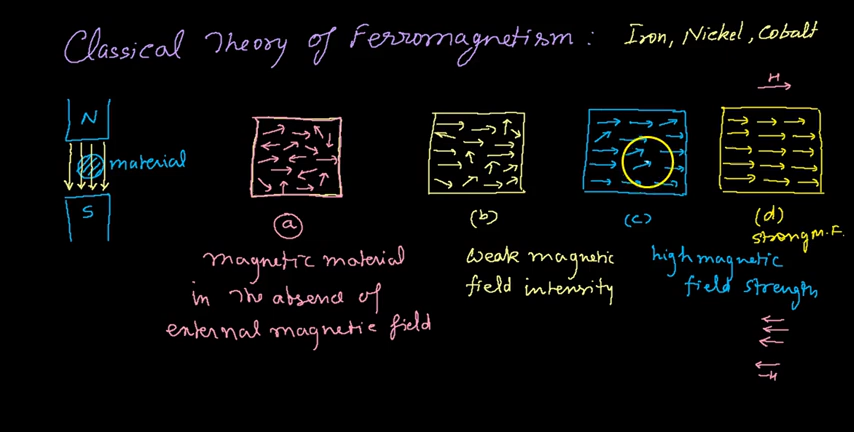 Classical Theory of Ferromagnetism : Iron, Nickel, Cobalt
H
N
material
S
(a)
(b)
(c)
(d)
strong M.F.
magnetic material
in the absence of
external magnetic field
weak magnetic
field intensity
high magnetic
field strength
-H